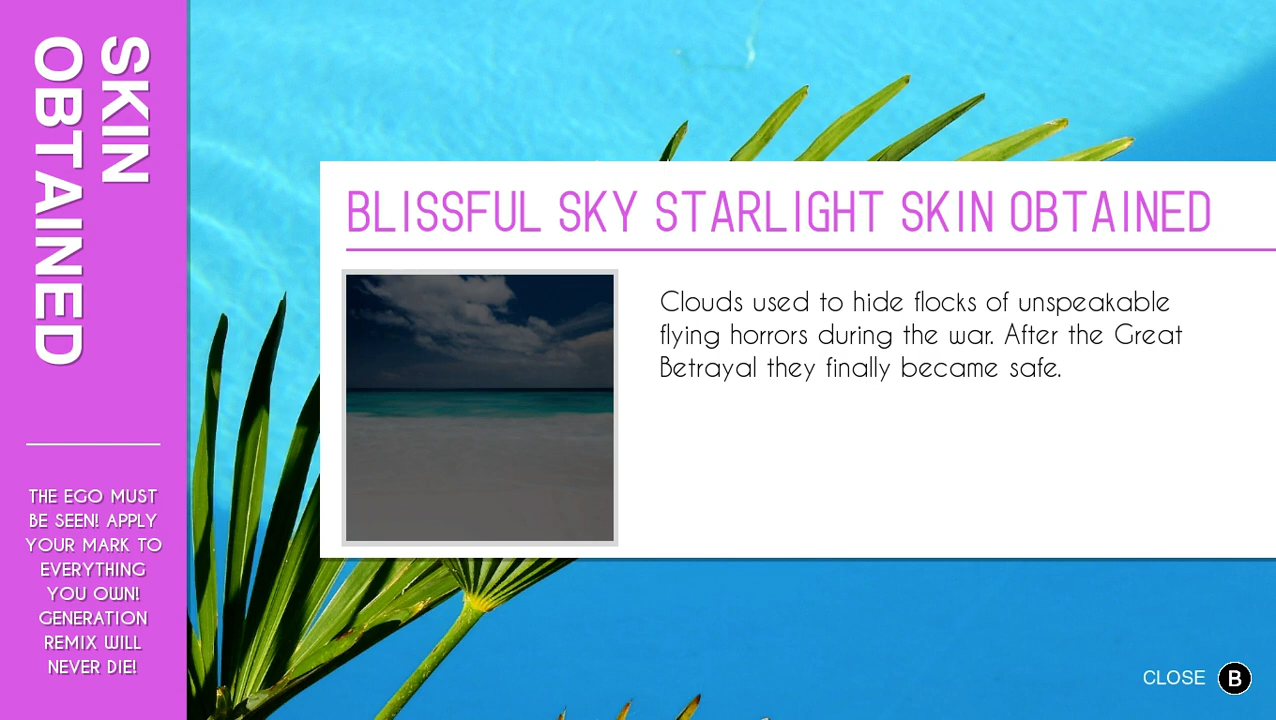 SKIN
OBTAINED
THE EGO MUST
BE SEEN! APPLY
YOUR MARK TO
EVERYTHING
YOU OWN!
GENERATION
REMIX WILL
NEVER DIE!
BLISSFUL SKY STARLIGHT SKIN OBTAINED
Clouds used to hide flocks of unspeakable
flying horrors during the war. After the Great
Betrayal they finally became safe.
CLOSE B